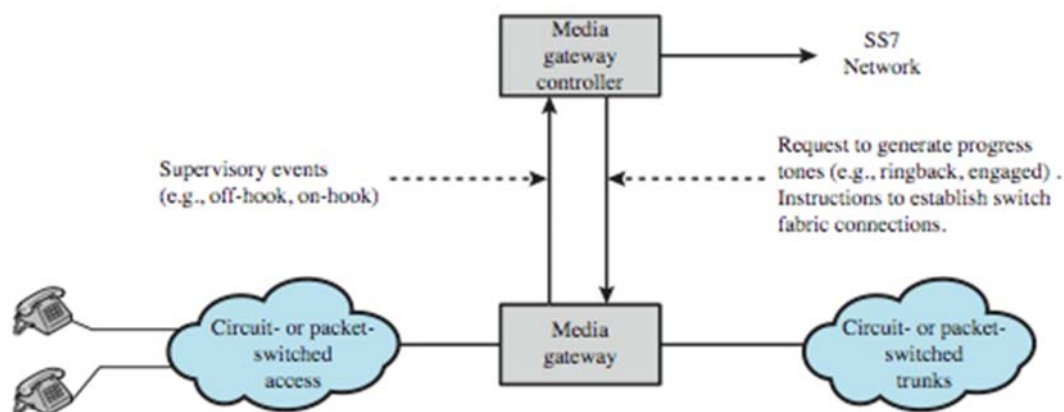 Media
gateway
controller
SS7
Network
Supervisory events
(e.g., off-hook, on-hook)
Request to generate progress
tones (e.g., ringback, engaged) .
Instructions to establish switch
fabric connections.
Circuit- or packet-
switched
access
Media
gateway
Circuit- or packet-
switched
trunks